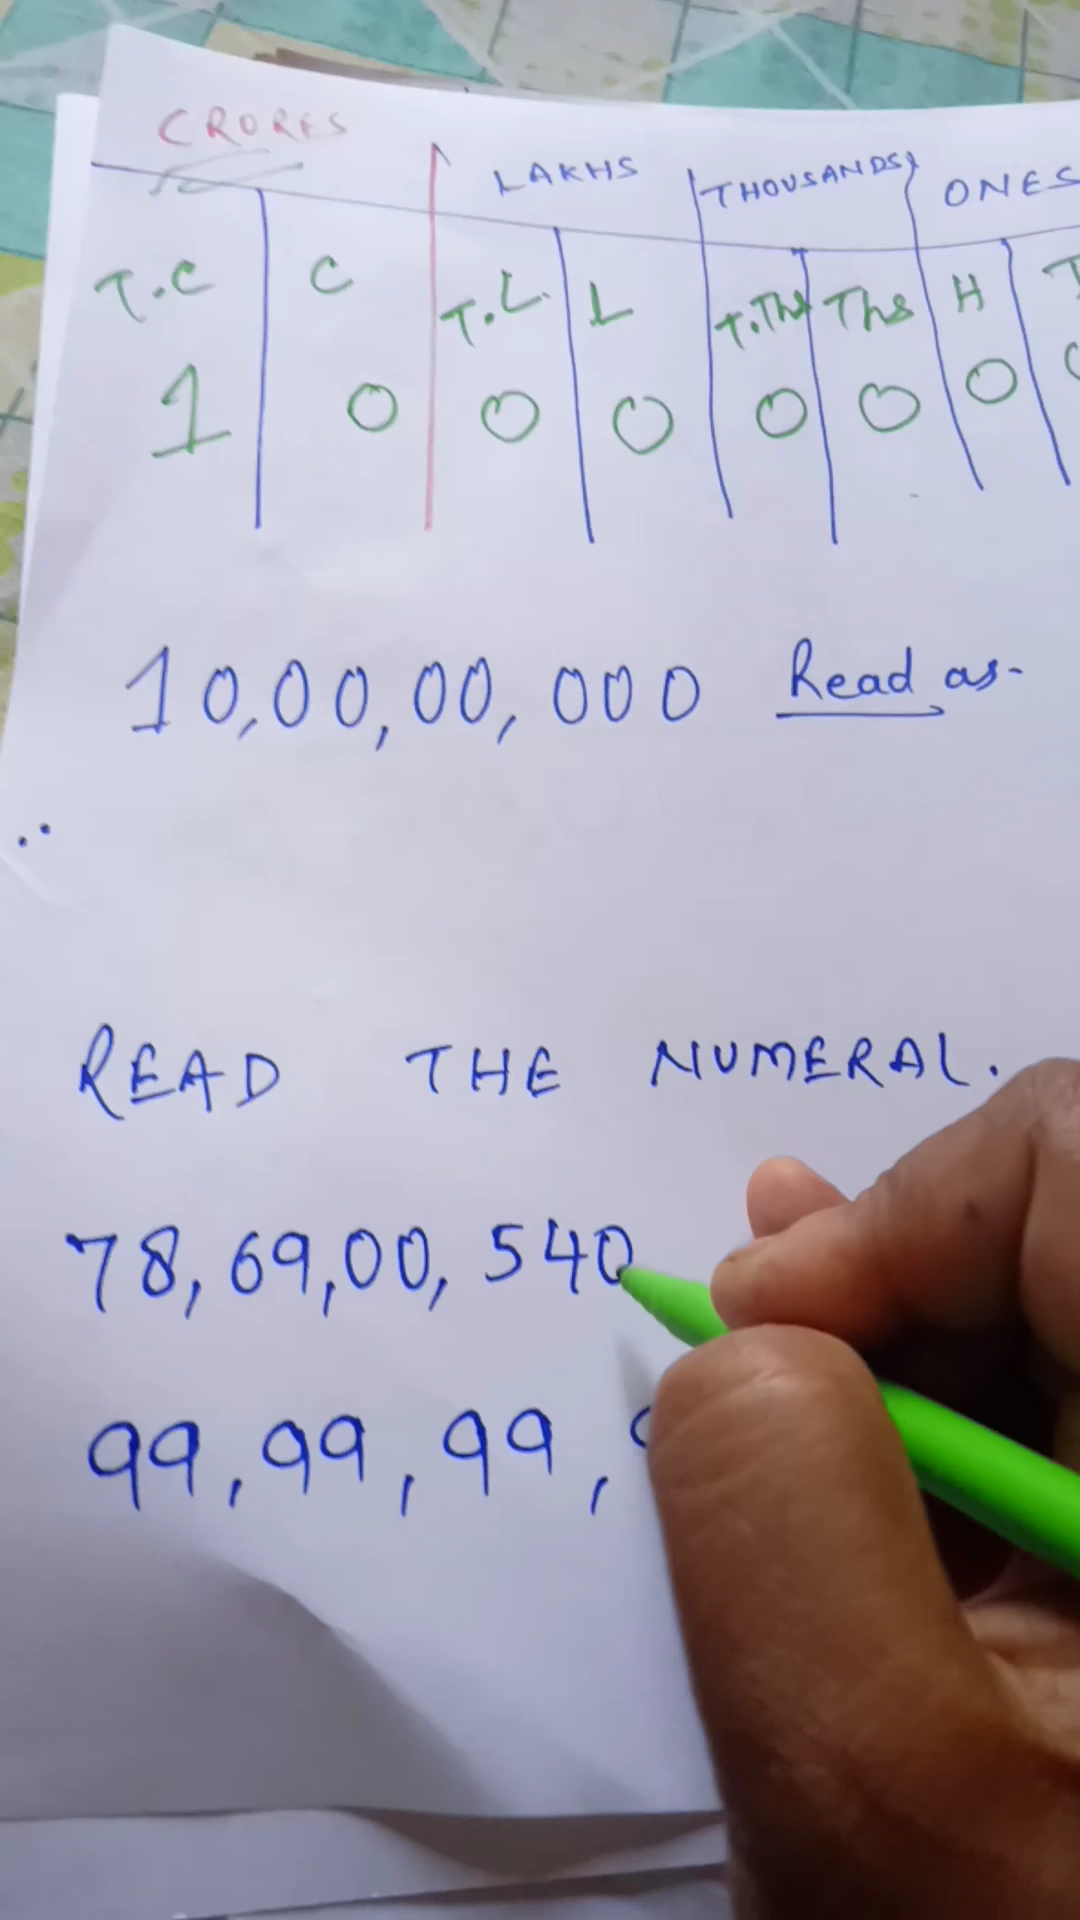 CRORES LAKHS THOUSANDS ONES
T.C C T.L. L T.Ths Ths H T
1 0 0 0 0 0 0
10,00,00,000 Read as-
READ THE NUMERAL.
78,69,00,540
99,99,99,